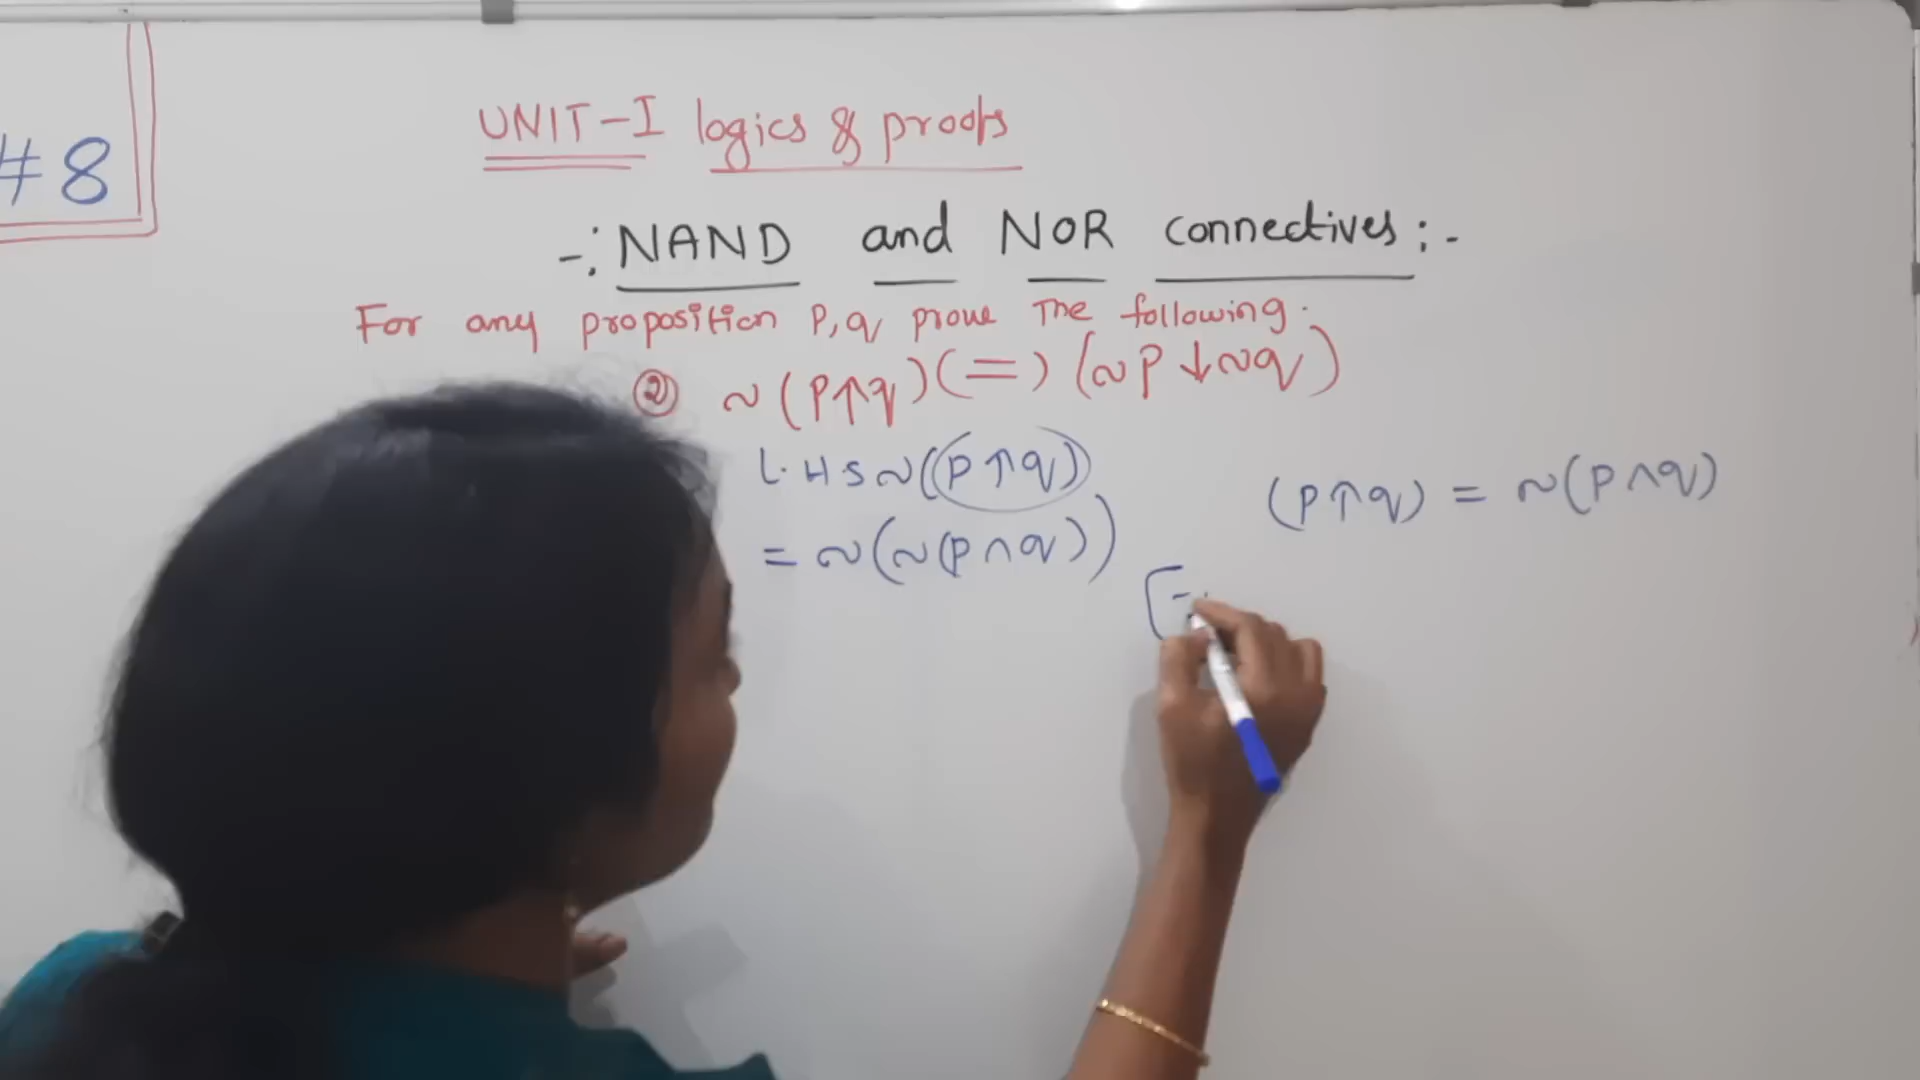 #8
UNIT-I logics & proofs
-: NAND and NOR connectives :-
For any proposition P, q prove The following.
② ~(P↑q) (=) (~P↓~q)
L.H.S ~(P↑q)
(P↑q) = ~(P∧q)
= ~(~(P∧q))